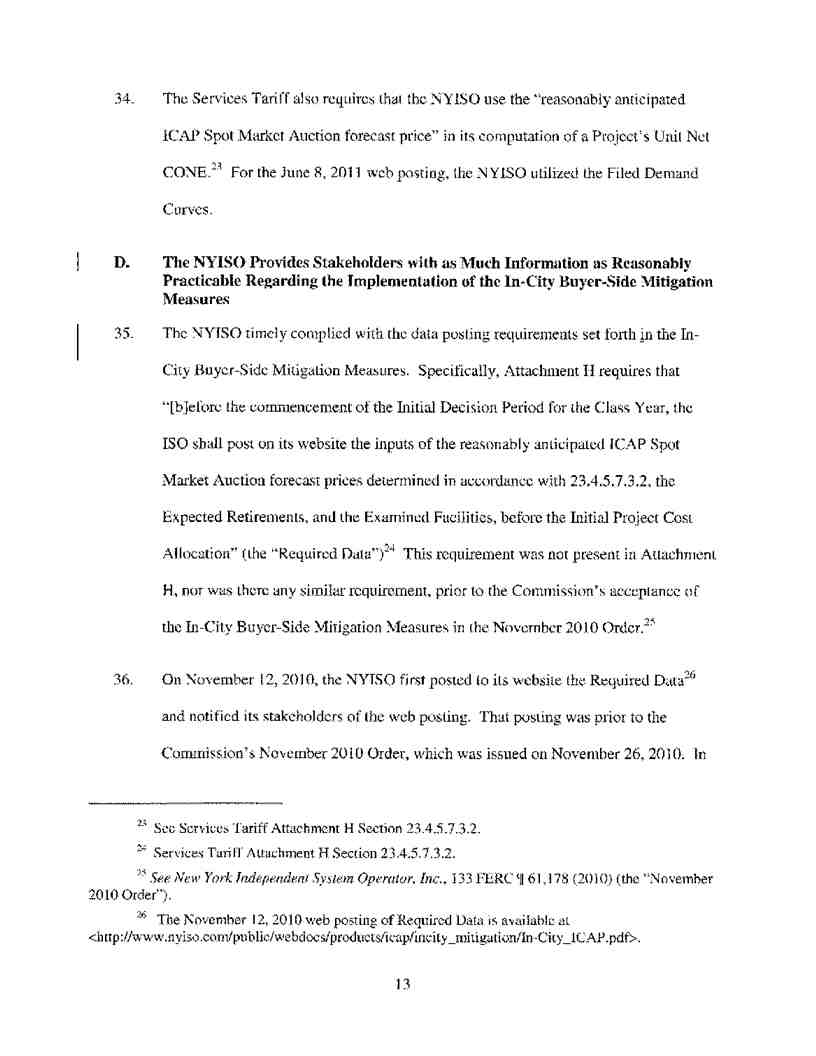 34. The Services Tariff also requires that the NYISO use the “reasonably anticipated
ICAP Spot Market Auction forecast price” in its computation of a Project’s Unit Net
CONE.23 For the June 8, 2011 web posting, the NYISO utilized the Filed Demand
Curves.
D. The NYISO Provides Stakeholders with as Much Information as Reasonably
Practicable Regarding the Implementation of the In-City Buyer-Side Mitigation
Measures
35. The NYISO timely complied with the data posting requirements set forth in the In-
City Buyer-Side Mitigation Measures. Specifically, Attachment H requires that
“[b]efore the commencement of the Initial Decision Period for the Class Year, the
ISO shall post on its website the inputs of the reasonably anticipated ICAP Spot
Market Auction forecast prices determined in accordance with 23.4.5.7.3.2, the
Expected Retirements, and the Examined Facilities, before the Initial Project Cost
Allocation” (the “Required Data”)24 This requirement was not present in Attachment
H, nor was there any similar requirement, prior to the Commission’s acceptance of
the In-City Buyer-Side Mitigation Measures in the November 2010 Order.25
36. On November 12, 2010, the NYISO first posted to its website the Required Data26
and notified its stakeholders of the web posting. That posting was prior to the
Commission’s November 2010 Order, which was issued on November 26, 2010. In
23 See Services Tariff Attachment H Section 23.4.5.7.3.2.
24 Services Tariff Attachment H Section 23.4.5.7.3.2.
25 See New York Independent System Operator, Inc., 133 FERC ¶ 61,178 (2010) (the “November
2010 Order”).
26 The November 12, 2010 web posting of Required Data is available at
<http://www.nyiso.com/public/webdocs/products/icap/incity_mitigation/In-City_ICAP.pdf>.
13